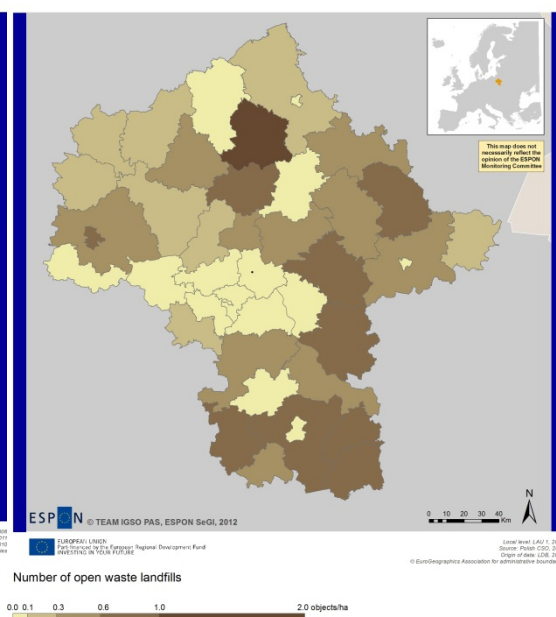 This map does not
necessarily reflect the
opinion of the ESPON
Monitoring Committee
N
0 10 20 30 40
Km
ESPON © TEAM IGSO PAS, ESPON SeGI, 2012
EUROPEAN UNION
Part-financed by the European Regional Development Fund
INVESTING IN YOUR FUTURE
Local level: LAU 1, 
Source: Polish CSO, 
Origin of data: LDB, 
© EuroGeographics Association for administrative
Number of open waste landfills
0.0 0.1 0.3 0.6 1.0 2.0 objects/ha